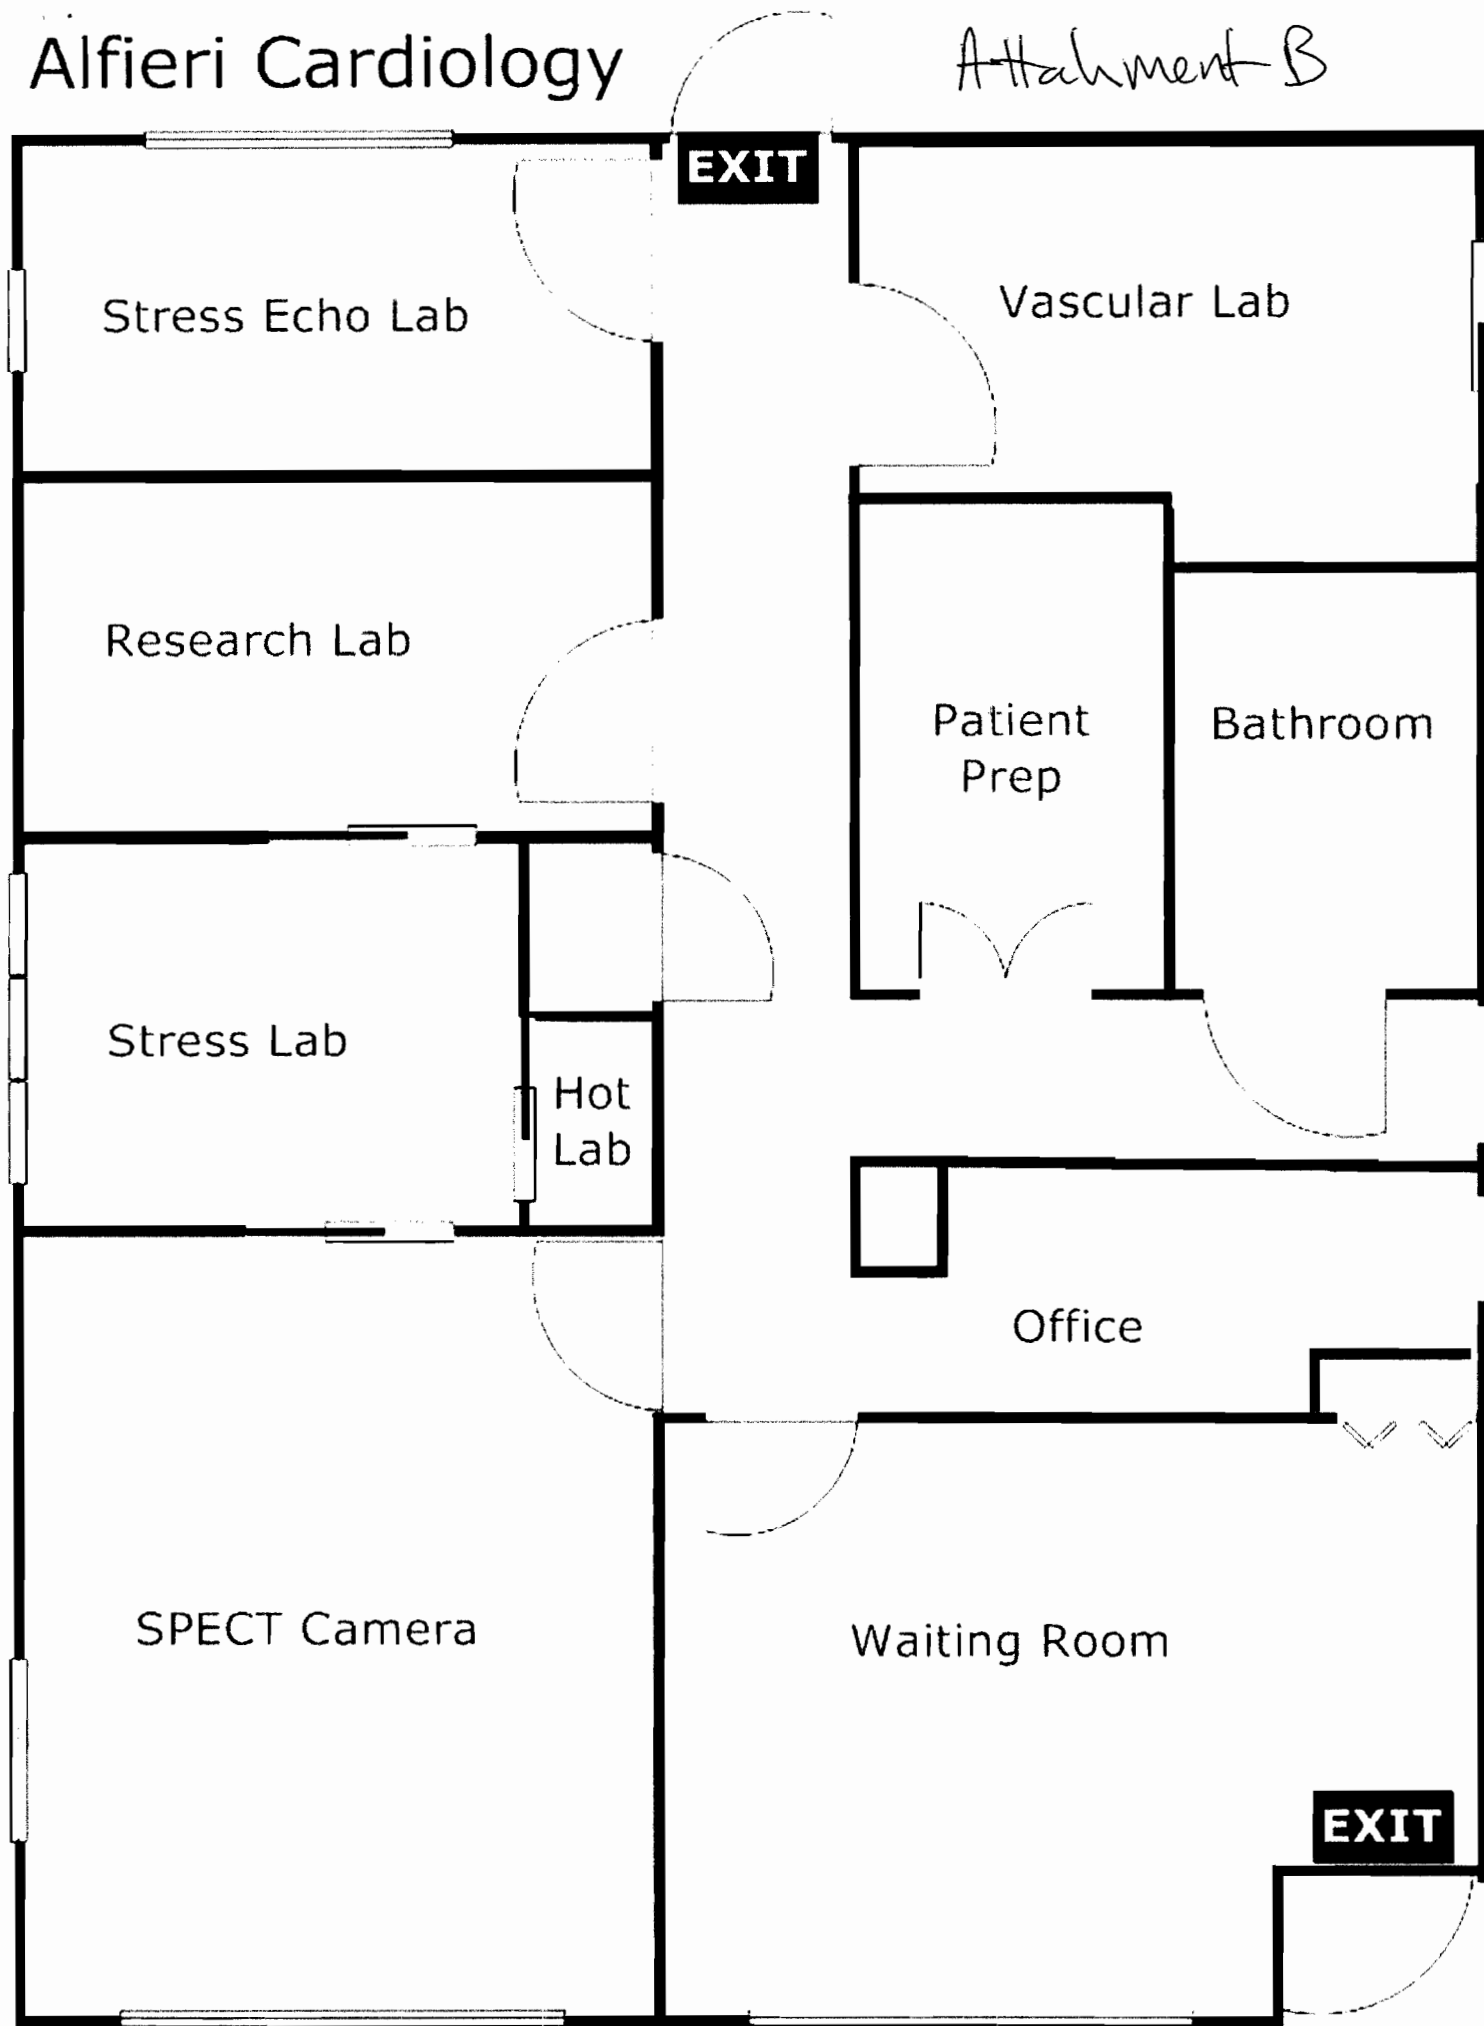 Alfieri Cardiology
Attachment B
EXIT
Stress Echo Lab
Vascular Lab
Research Lab
Patient
Prep
Bathroom
Stress Lab
Hot
Lab
Office
SPECT Camera
Waiting Room
EXIT